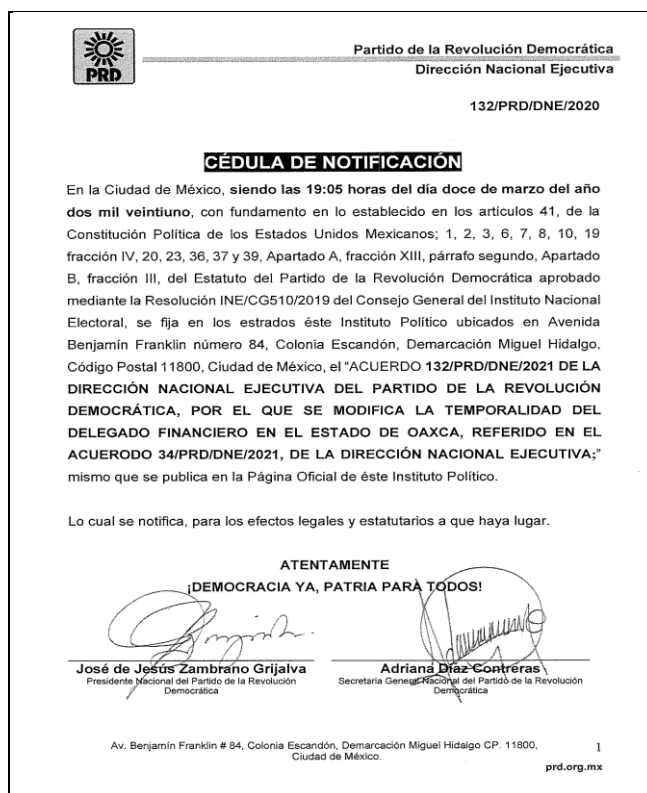 PRD
Partido de la Revolución Democrática
Dirección Nacional Ejecutiva
132/PRD/DNE/2020
CÉDULA DE NOTIFICACIÓN
En la Ciudad de México, siendo las 19:05 horas del día doce de marzo del año
dos mil veintiuno, con fundamento en lo establecido en los artículos 41, de la
Constitución Política de los Estados Unidos Mexicanos; 1, 2, 3, 6, 7, 8, 10, 19
fracción IV, 20, 23, 36, 37 y 39, Apartado A, fracción XIII, párrafo segundo, Apartado
B, fracción III, del Estatuto del Partido de la Revolución Democrática aprobado
mediante la Resolución INE/CG510/2019 del Consejo General del Instituto Nacional
Electoral, se fija en los estrados éste Instituto Político ubicados en Avenida
Benjamín Franklin número 84, Colonia Escandón, Demarcación Miguel Hidalgo,
Código Postal 11800, Ciudad de México, el “ACUERDO 132/PRD/DNE/2021 DE LA
DIRECCIÓN NACIONAL EJECUTIVA DEL PARTIDO DE LA REVOLUCIÓN
DEMOCRÁTICA, POR EL QUE SE MODIFICA LA TEMPORALIDAD DEL
DELEGADO FINANCIERO EN EL ESTADO DE OAXCA, REFERIDO EN EL
ACUERODO 34/PRD/DNE/2021, DE LA DIRECCIÓN NACIONAL EJECUTIVA;”
mismo que se publica en la Página Oficial de éste Instituto Político.
Lo cual se notifica, para los efectos legales y estatutarios a que haya lugar.
ATENTAMENTE
¡DEMOCRACIA YA, PATRIA PARA TODOS!
José de Jesús Zambrano Grijalva
Presidente Nacional del Partido de la Revolución
Democrática
Adriana Díaz Contreras
Secretaria General Nacional del Partido de la Revolución
Democrática
Av. Benjamín Franklin # 84, Colonia Escandón, Demarcación Miguel Hidalgo CP. 11800,
Ciudad de México.
1
prd.org.mx